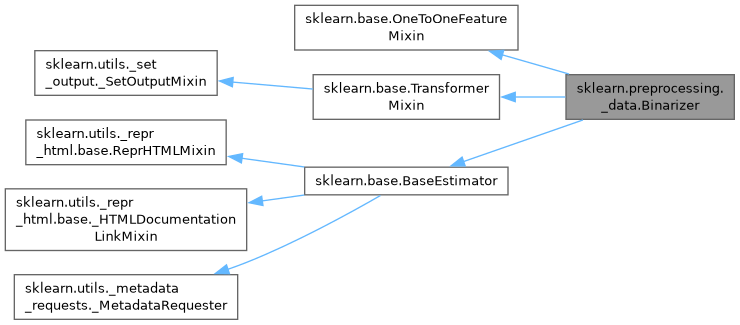 sklearn.base.OneToOneFeature
Mixin
sklearn.utils._set
_output._SetOutputMixin
sklearn.base.Transformer
Mixin
sklearn.preprocessing.
_data.Binarizer
sklearn.utils._repr
_html.base.ReprHTMLMixin
sklearn.base.BaseEstimator
sklearn.utils._repr
_html.base._HTMLDocumentation
LinkMixin
sklearn.utils._metadata
_requests._MetadataRequester